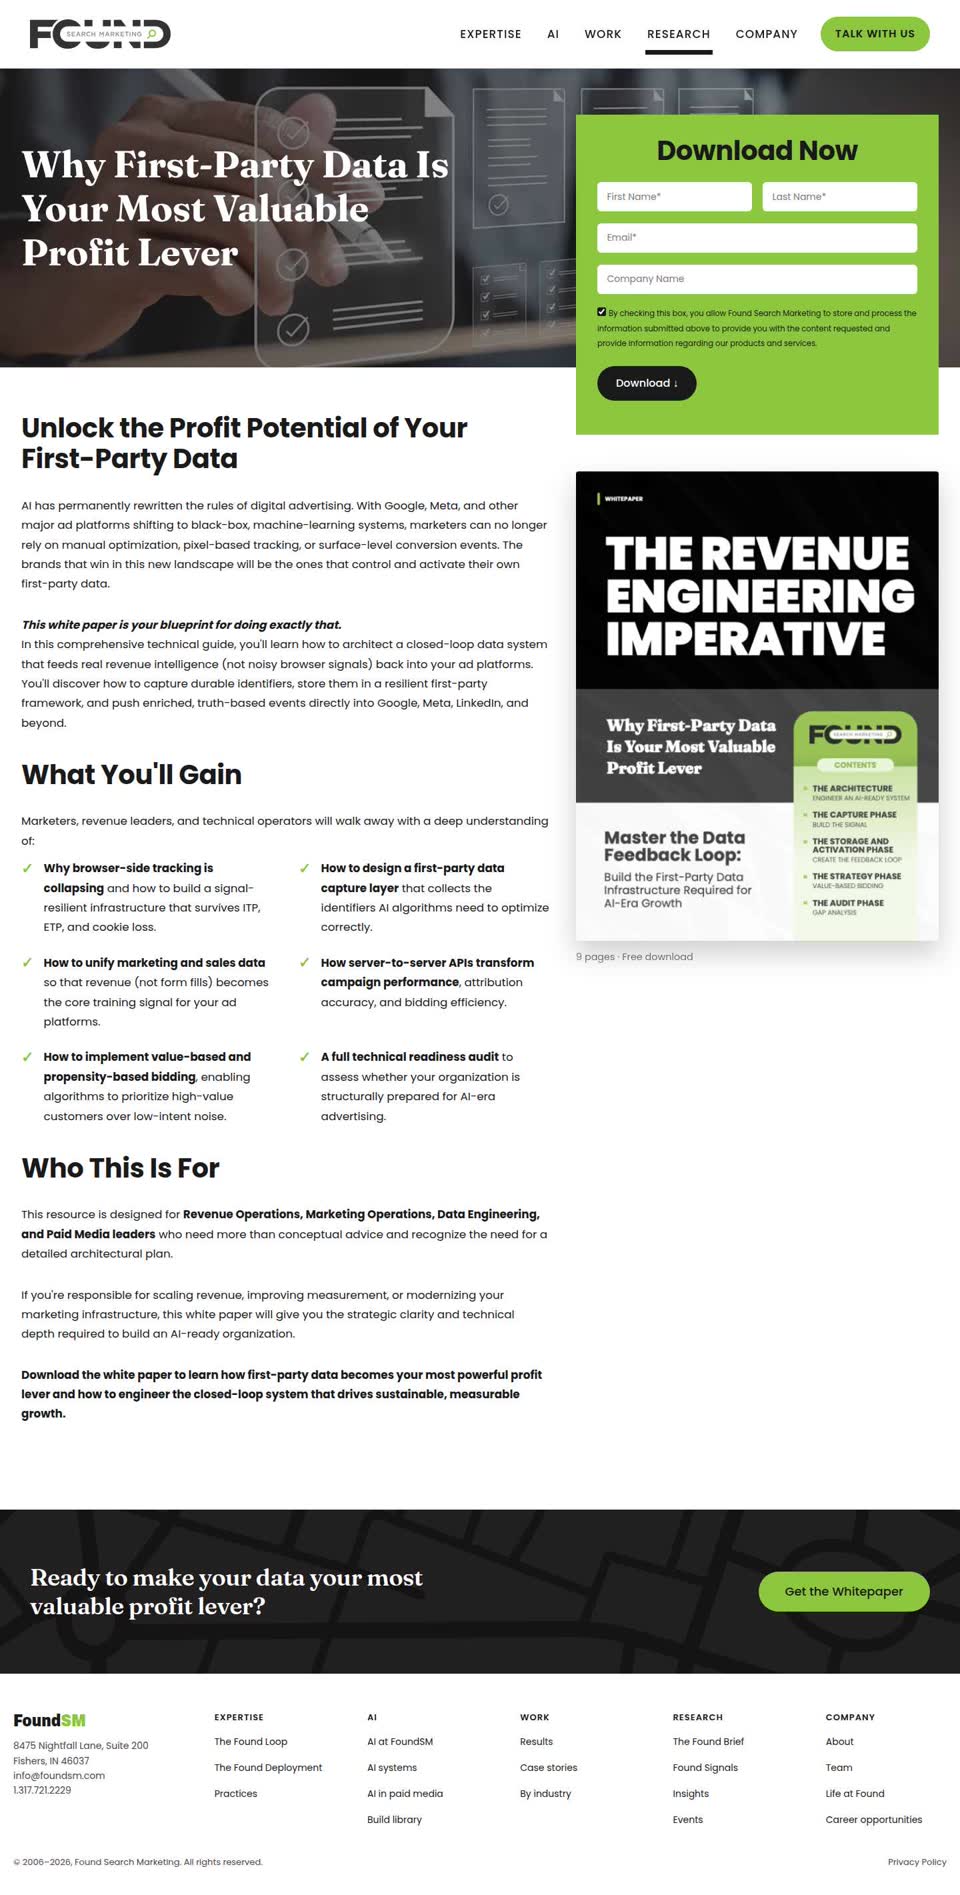 FOUND
SEARCH MARKETING
EXPERTISE
AI
WORK
RESEARCH
COMPANY
TALK WITH US
Why First-Party Data Is
Your Most Valuable
Profit Lever
Download Now
First Name*
Last Name*
Email*
Company Name
By checking this box, you allow Found Search Marketing to store and process the
information submitted above to provide you with the content requested and
provide information regarding our products and services.
Download ↓
Unlock the Profit Potential of Your
First-Party Data
AI has permanently rewritten the rules of digital advertising. With Google, Meta, and other
major ad platforms shifting to black-box, machine-learning systems, marketers can no longer
rely on manual optimization, pixel-based tracking, or surface-level conversion events. The
brands that win in this new landscape will be the ones that control and activate their own
first-party data.
This white paper is your blueprint for doing exactly that.
In this comprehensive technical guide, you'll learn how to architect a closed-loop data system
that feeds real revenue intelligence (not noisy browser signals) back into your ad platforms.
You'll discover how to capture durable identifiers, store them in a resilient first-party
framework, and push enriched, truth-based events directly into Google, Meta, LinkedIn, and
beyond.
What You'll Gain
Marketers, revenue leaders, and technical operators will walk away with a deep understanding
of:
✓ Why browser-side tracking is
collapsing and how to build a signal-
resilient infrastructure that survives ITP,
ETP, and cookie loss.
✓ How to design a first-party data
capture layer that collects the
identifiers AI algorithms need to optimize
correctly.
✓ How to unify marketing and sales data
so that revenue (not form fills) becomes
the core training signal for your ad
platforms.
✓ How server-to-server APIs transform
campaign performance, attribution
accuracy, and bidding efficiency.
✓ How to implement value-based and
propensity-based bidding, enabling
algorithms to prioritize high-value
customers over low-intent noise.
✓ A full technical readiness audit to
assess whether your organization is
structurally prepared for AI-era
advertising.
Who This Is For
This resource is designed for Revenue Operations, Marketing Operations, Data Engineering,
and Paid Media leaders who need more than conceptual advice and recognize the need for a
detailed architectural plan.
If you're responsible for scaling revenue, improving measurement, or modernizing your
marketing infrastructure, this white paper will give you the strategic clarity and technical
depth required to build an AI-ready organization.
Download the white paper to learn how first-party data becomes your most powerful profit
lever and how to engineer the closed-loop system that drives sustainable, measurable
growth.
WHITEPAPER
THE REVENUE
ENGINEERING
IMPERATIVE
Why First-Party Data
Is Your Most Valuable
Profit Lever
Master the Data
Feedback Loop:
Build the First-Party Data
Infrastructure Required for
AI-Era Growth
FOUND
SEARCH MARKETING
CONTENTS
THE ARCHITECTURE
ENGINEER AN AI-READY SYSTEM
THE CAPTURE PHASE
BUILD THE SIGNAL
THE STORAGE AND
ACTIVATION PHASE
CREATE THE FEEDBACK LOOP
THE STRATEGY PHASE
VALUE-BASED BIDDING
THE AUDIT PHASE
GAP ANALYSIS
9 pages · Free download
Ready to make your data your most
valuable profit lever?
Get the Whitepaper
FoundSM
8475 Nightfall Lane, Suite 200
Fishers, IN 46037
info@foundsm.com
1.317.721.2229
EXPERTISE
The Found Loop
The Found Deployment
Practices
AI
AI at FoundSM
AI systems
AI in paid media
Build library
WORK
Results
Case stories
By industry
RESEARCH
The Found Brief
Found Signals
Insights
Events
COMPANY
About
Team
Life at Found
Career opportunities
© 2006–2026, Found Search Marketing. All rights reserved.
Privacy Policy